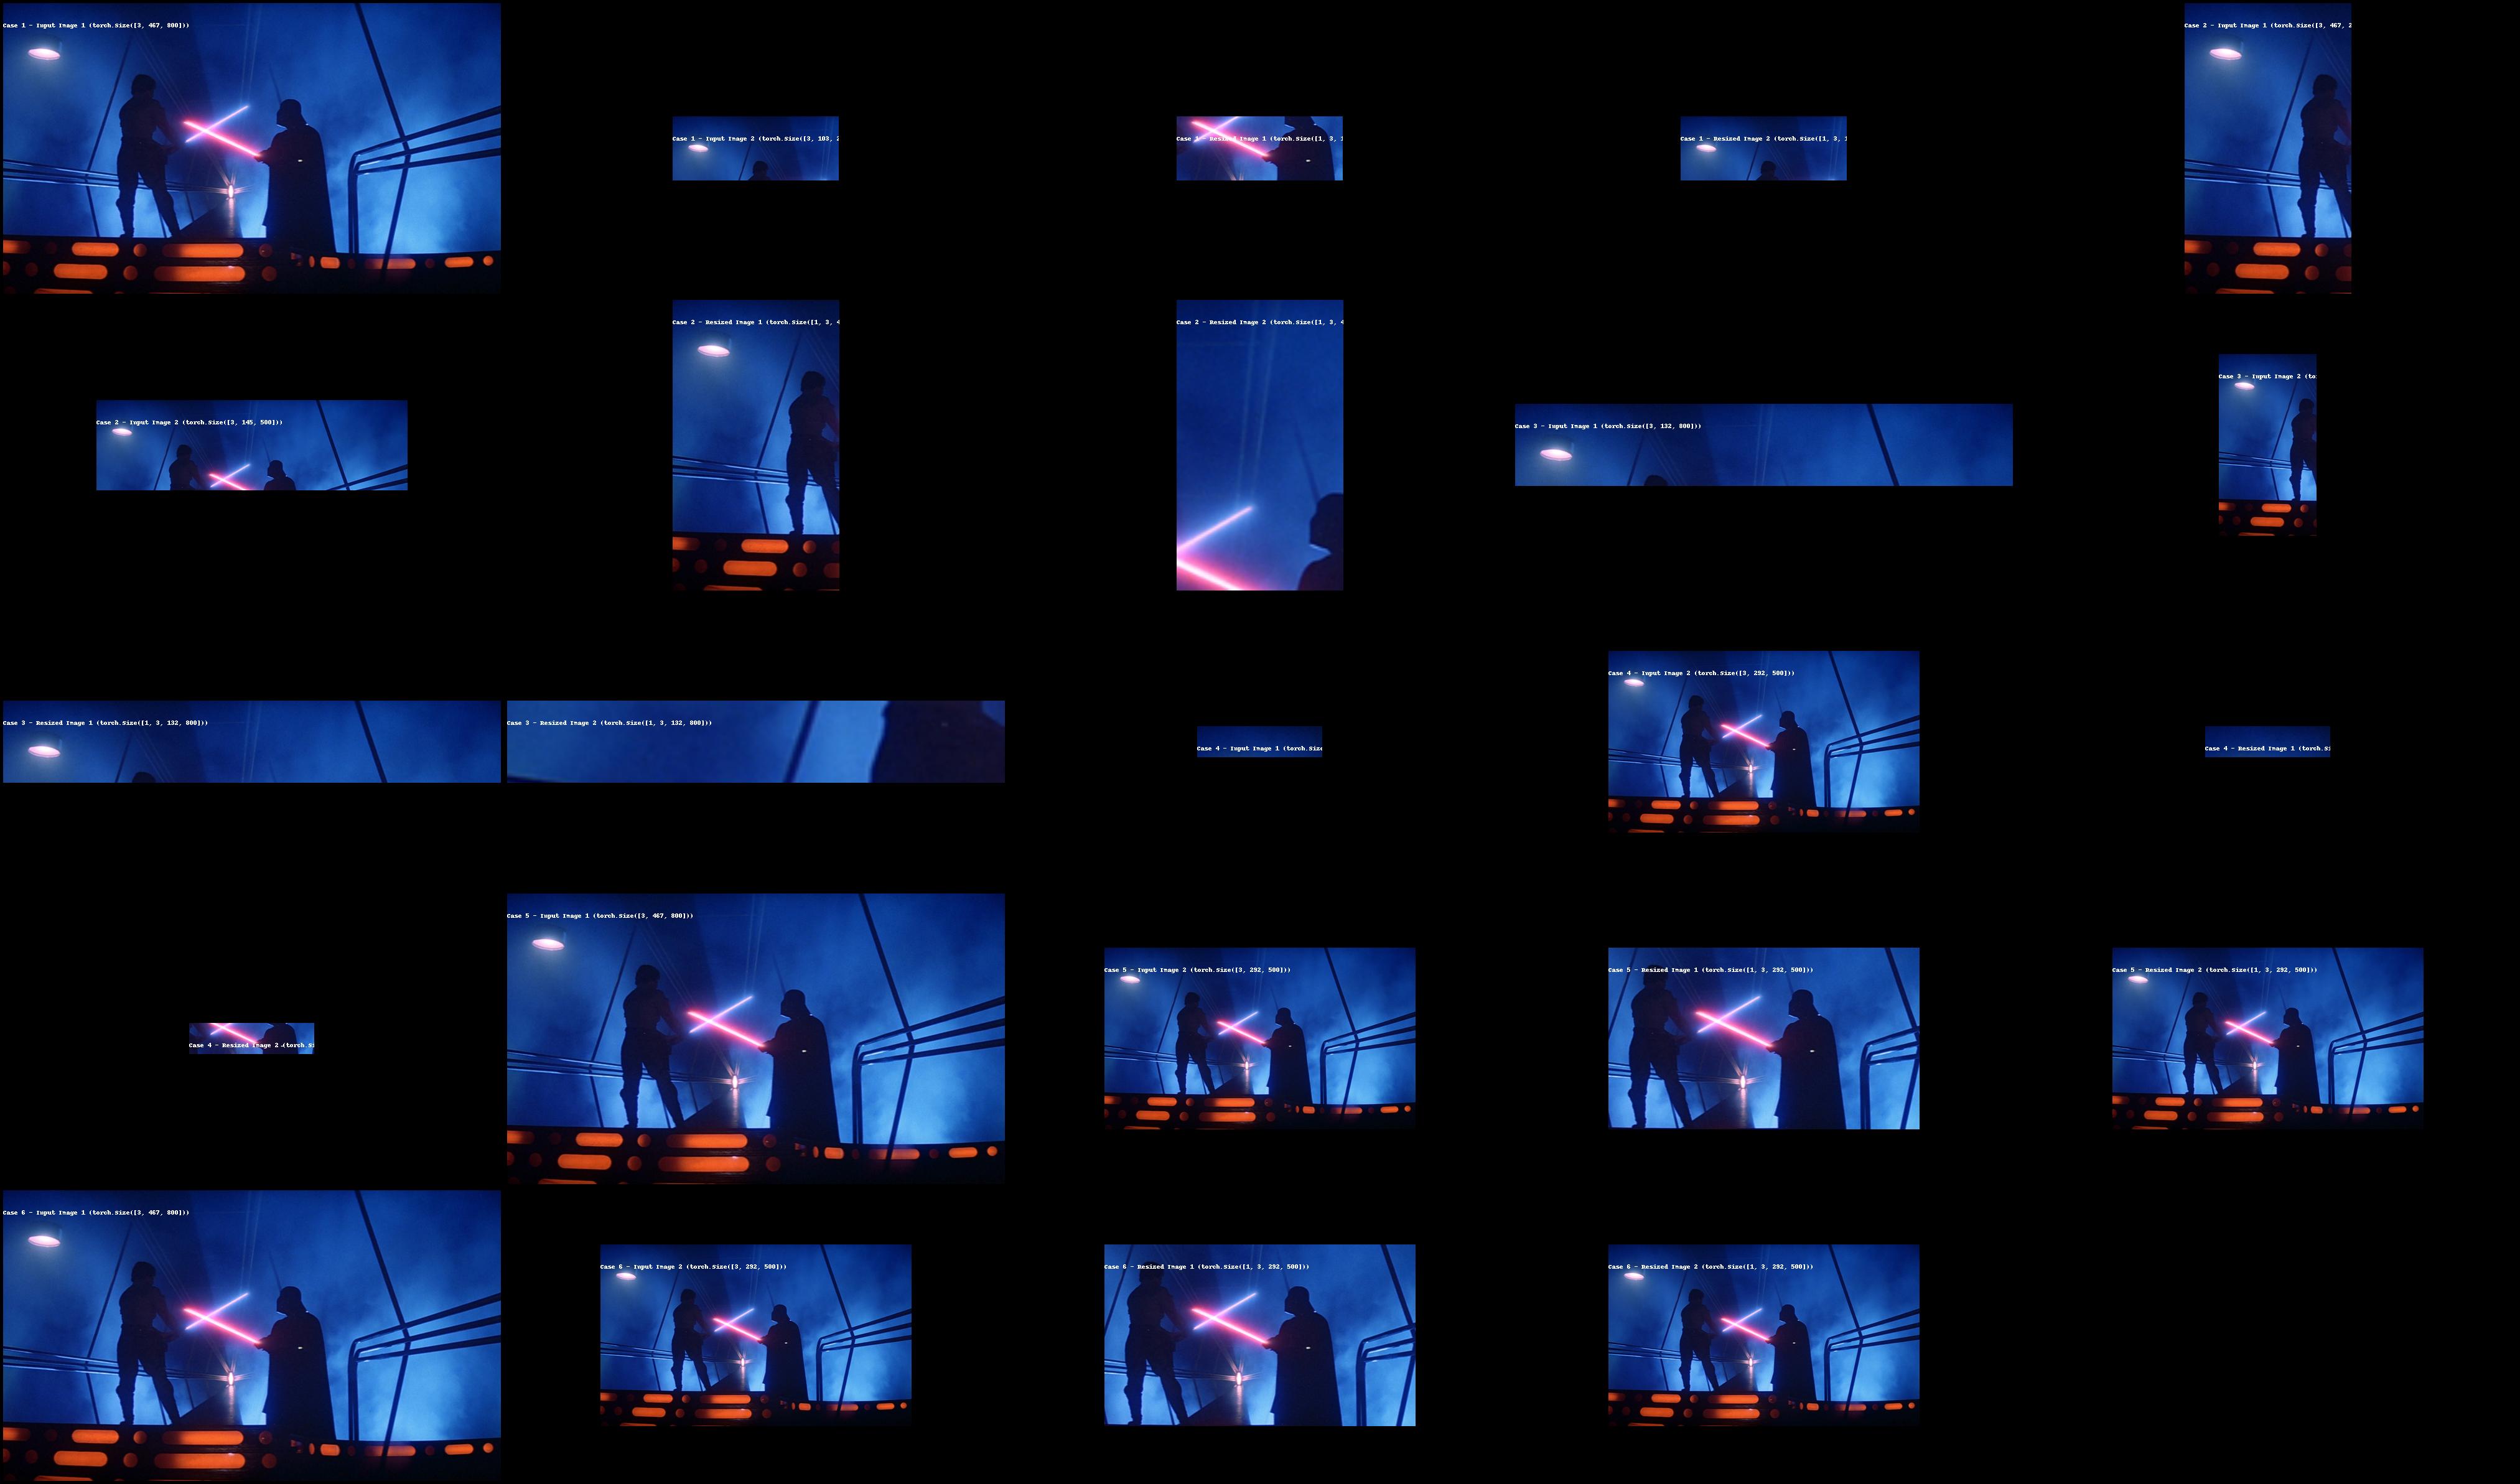 Case 1 - Input Image 1 (torch.Size([3, 467, 800]))
Case 1 - Input Image 2 (torch.Size([3, 103, 2
Case 1 - Resized Image 1 (torch.Size([1, 3, 1
Case 1 - Resized Image 2 (torch.Size([1, 3, 1
Case 2 - Input Image 1 (torch.Size([3, 467, 2
Case 2 - Input Image 2 (torch.Size([3, 145, 500]))
Case 2 - Resized Image 1 (torch.Size([1, 3, 4
Case 2 - Resized Image 2 (torch.Size([1, 3, 4
Case 3 - Input Image 1 (torch.Size([3, 132, 800]))
Case 3 - Input Image 2 (to
Case 3 - Resized Image 1 (torch.Size([1, 3, 132, 800]))
Case 3 - Resized Image 2 (torch.Size([1, 3, 132, 800]))
Case 4 - Input Image 1 (torch.Size
Case 4 - Input Image 2 (torch.Size([3, 292, 500]))
Case 4 - Resized Image 1 (torch.Si
Case 4 - Resized Image 2 (torch.Si
Case 5 - Input Image 1 (torch.Size([3, 467, 800]))
Case 5 - Input Image 2 (torch.Size([3, 292, 500]))
Case 5 - Resized Image 1 (torch.Size([1, 3, 292, 500]))
Case 5 - Resized Image 2 (torch.Size([1, 3, 292, 500]))
Case 6 - Input Image 1 (torch.Size([3, 467, 800]))
Case 6 - Input Image 2 (torch.Size([3, 292, 500]))
Case 6 - Resized Image 1 (torch.Size([1, 3, 292, 500]))
Case 6 - Resized Image 2 (torch.Size([1, 3, 292, 500]))